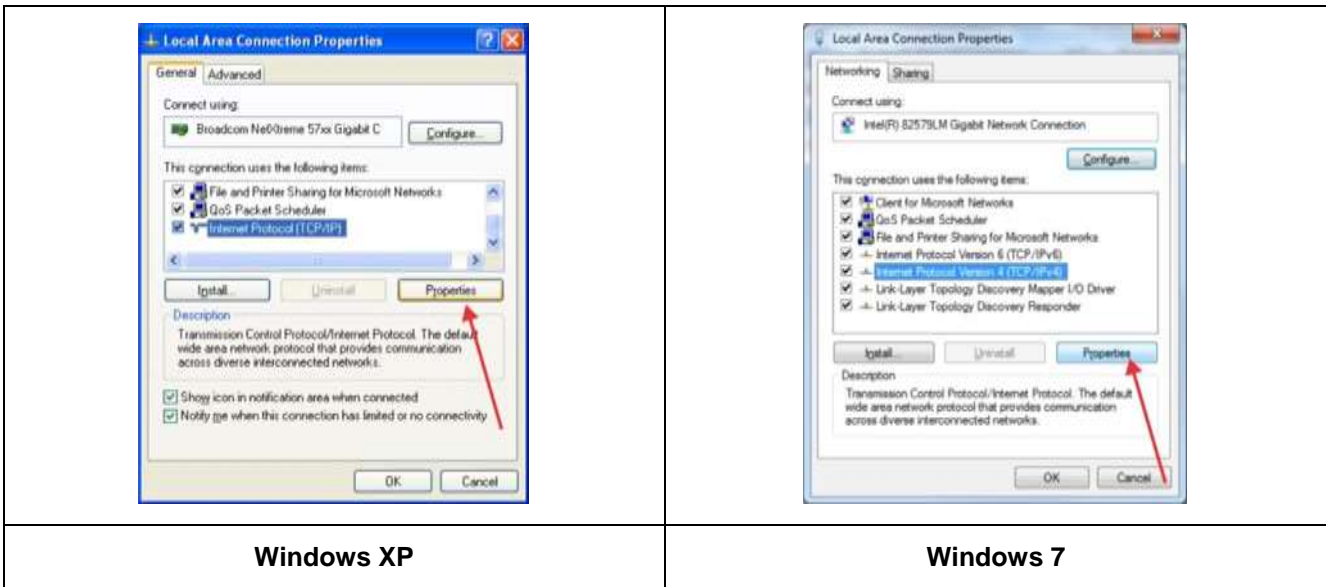 Local Area Connection Properties
General Advanced
Connect using:
Broadcom NetXtreme 57xx Gigabit C
Configure...
This connection uses the following items:
File and Printer Sharing for Microsoft Networks
QoS Packet Scheduler
Internet Protocol (TCP/IP)
Install... Uninstall Properties
Description
Transmission Control Protocol/Internet Protocol. The default
wide area network protocol that provides communication
across diverse interconnected networks.
Show icon in notification area when connected
Notify me when this connection has limited or no connectivity
OK Cancel
Windows XP
Local Area Connection Properties
Networking Sharing
Connect using:
Intel(R) 82579LM Gigabit Network Connection
Configure...
This connection uses the following items:
Client for Microsoft Networks
QoS Packet Scheduler
File and Printer Sharing for Microsoft Networks
Internet Protocol Version 6 (TCP/IPv6)
Internet Protocol Version 4 (TCP/IPv4)
Link-Layer Topology Discovery Mapper I/O Driver
Link-Layer Topology Discovery Responder
Install... Uninstall Properties
Description
Transmission Control Protocol/Internet Protocol. The default
wide area network protocol that provides communication
across diverse interconnected networks.
OK Cancel
Windows 7